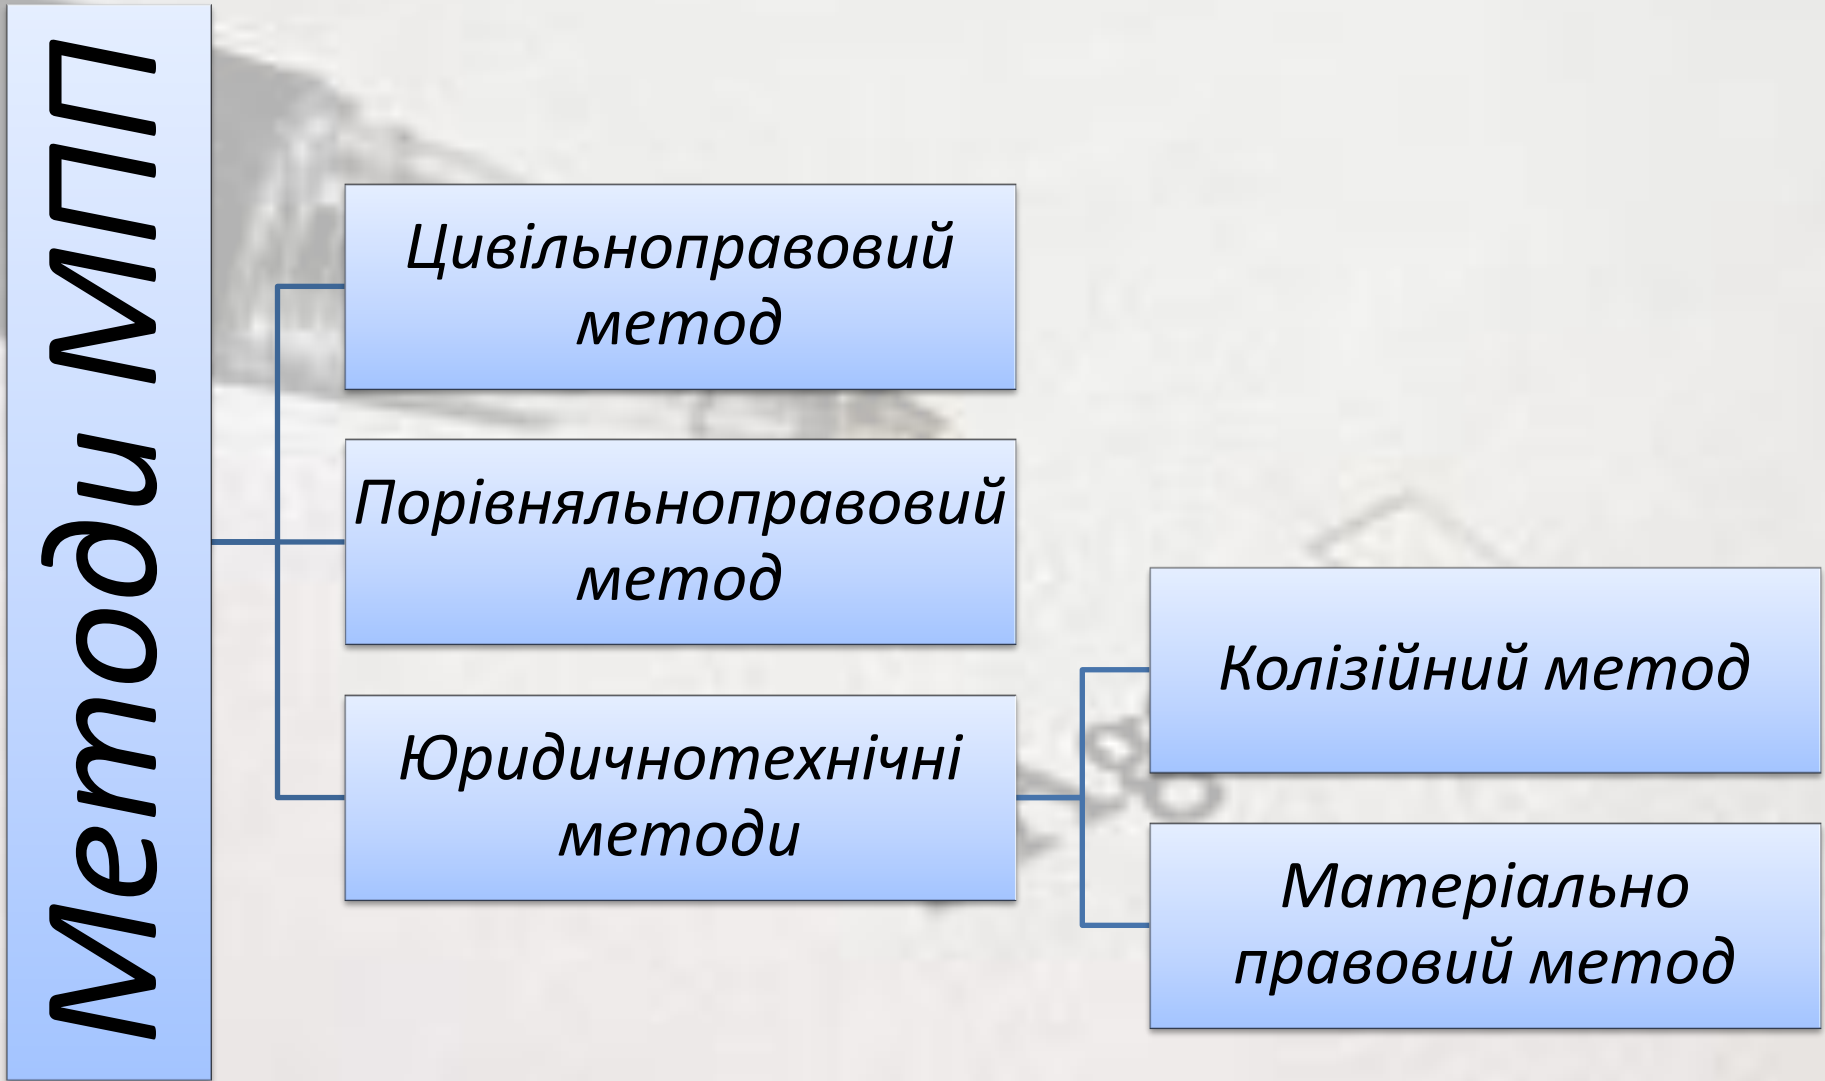 Методи МПП
Цивільноправовий
метод
Порівняльноправовий
метод
Юридичнотехнічні
методи
Колізійний метод
Матеріально
правовий метод